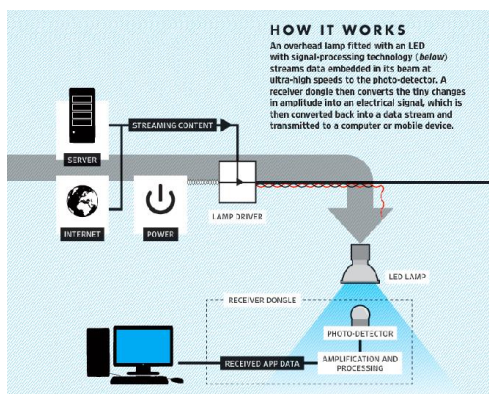 HOW IT WORKS
An overhead lamp fitted with an LED
with signal-processing technology (below)
streams data embedded in its beam at
ultra-high speeds to the photo-detector. A
receiver dongle then converts the tiny changes
in amplitude into an electrical signal, which is
then converted back into a data stream and
transmitted to a computer or mobile device.
STREAMING CONTENT
SERVER
LAMP DRIVER
INTERNET
POWER
LED LAMP
RECEIVER DONGLE
PHOTO-DETECTOR
RECEIVED APP DATA
AMPLIFICATION AND
PROCESSING